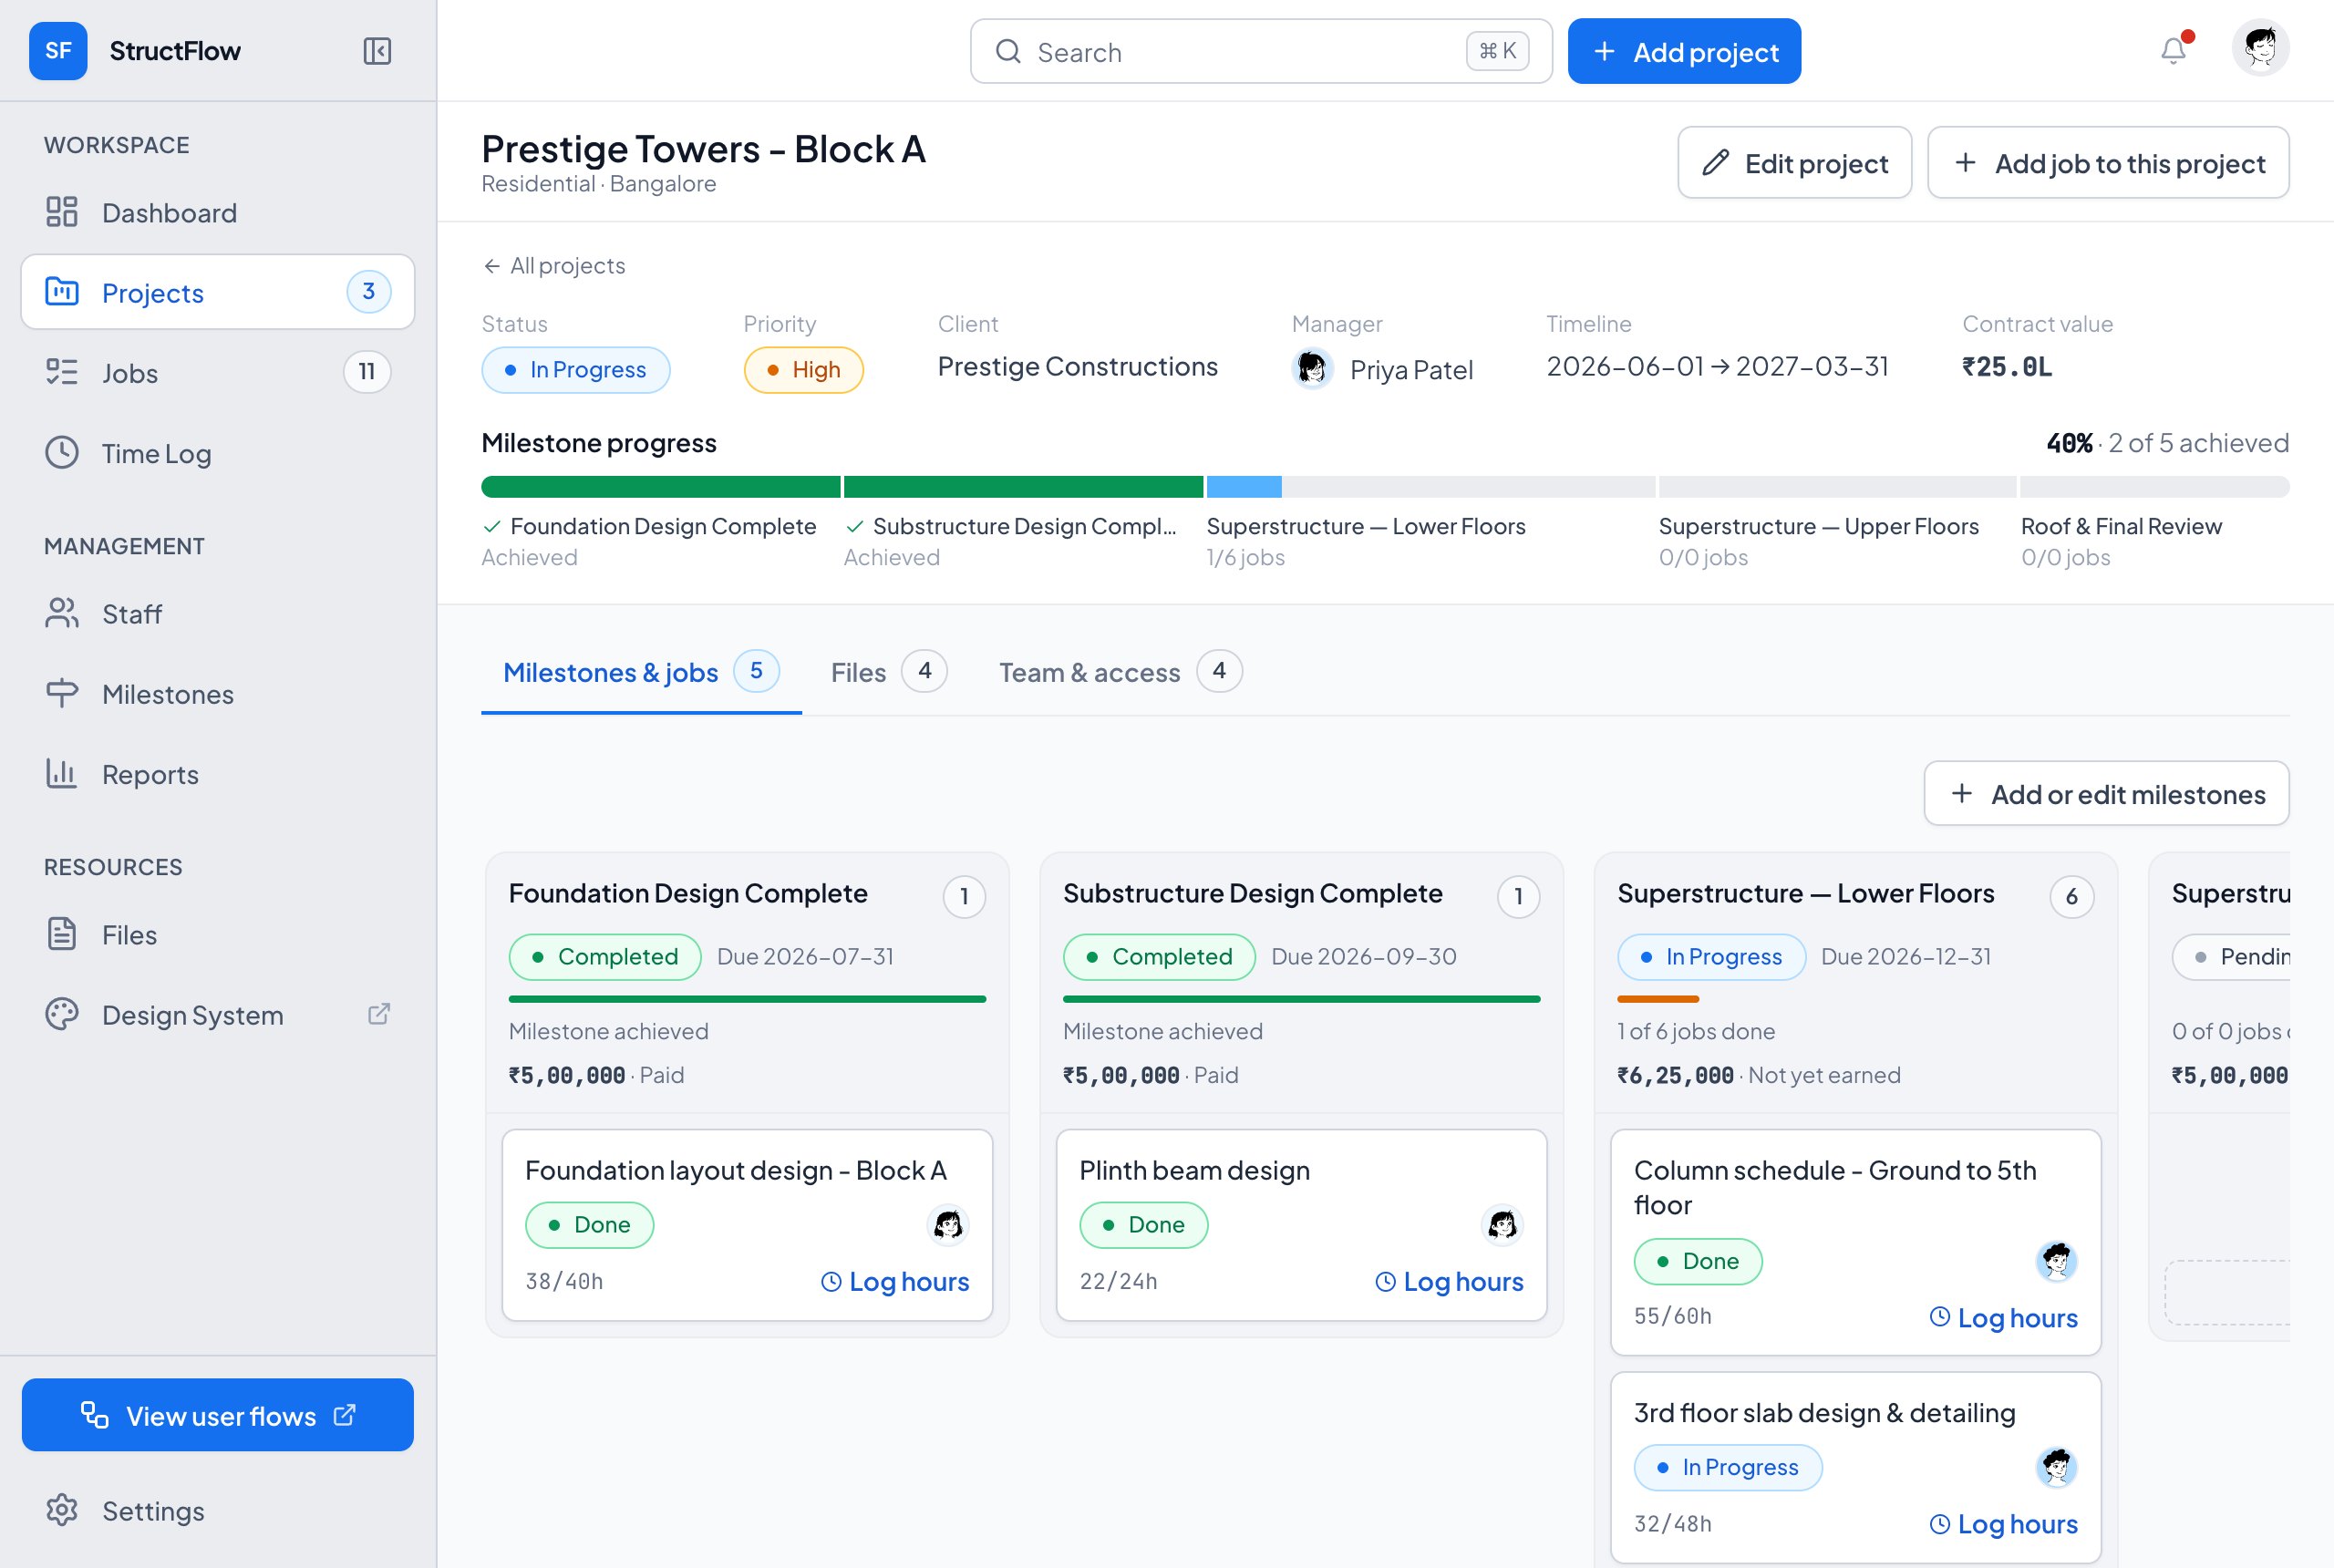 SF StructFlow
Search ⌘ K
+ Add project
WORKSPACE
Dashboard
Projects 3
Jobs 11
Time Log
MANAGEMENT
Staff
Milestones
Reports
RESOURCES
Files
Design System
View user flows
Settings
Prestige Towers - Block A
Residential · Bangalore
Edit project
+ Add job to this project
← All projects
Status Priority Client Manager Timeline Contract value
In Progress High Prestige Constructions Priya Patel 2026-06-01 → 2027-03-31 ₹25.0L
Milestone progress 40% · 2 of 5 achieved
Foundation Design Complete Substructure Design Compl... Superstructure — Lower Floors Superstructure — Upper Floors Roof & Final Review
Achieved Achieved 1/6 jobs 0/0 jobs 0/0 jobs
Milestones & jobs 5 Files 4 Team & access 4
+ Add or edit milestones
Foundation Design Complete 1
Completed Due 2026-07-31
Milestone achieved
₹5,00,000 · Paid
Foundation layout design - Block A
Done
38/40h Log hours
Substructure Design Complete 1
Completed Due 2026-09-30
Milestone achieved
₹5,00,000 · Paid
Plinth beam design
Done
22/24h Log hours
Superstructure — Lower Floors 6
In Progress Due 2026-12-31
1 of 6 jobs done
₹6,25,000 · Not yet earned
Column schedule - Ground to 5th
floor
Done
55/60h Log hours
3rd floor slab design & detailing
In Progress
32/48h Log hours
Superstru
Pendin
0 of 0 jobs
₹5,00,000